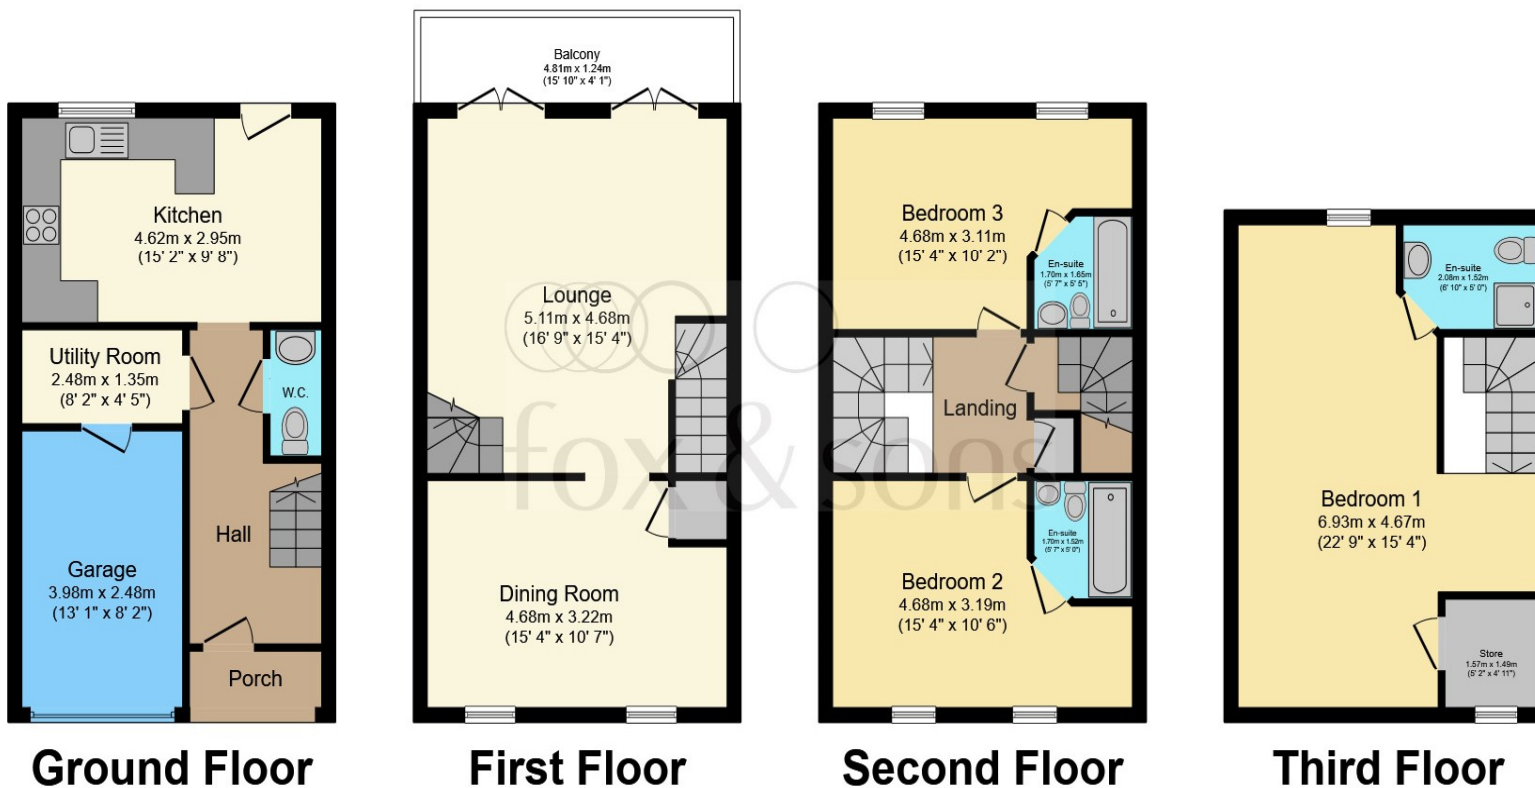 Balcony
4.81m x 1.24m
(15' 10" x 4' 1")
Kitchen
4.62m x 2.95m
(15' 2" x 9' 8")
Utility Room
2.48m x 1.35m
(8' 2" x 4' 5")
W.C.
Hall
Garage
3.98m x 2.48m
(13' 1" x 8' 2")
Porch
Ground Floor
Lounge
5.11m x 4.68m
(16' 9" x 15' 4")
Dining Room
4.68m x 3.22m
(15' 4" x 10' 7")
First Floor
Bedroom 3
4.68m x 3.11m
(15' 4" x 10' 2")
En-suite
1.70m x 1.65m
(5' 7" x 5' 5")
Landing
En-suite
1.70m x 1.52m
(5' 7" x 5' 0")
Bedroom 2
4.68m x 3.19m
(15' 4" x 10' 6")
Second Floor
En-suite
2.08m x 1.52m
(6' 10" x 5' 0")
Bedroom 1
6.93m x 4.67m
(22' 9" x 15' 4")
Store
1.57m x 1.49m
(5' 2" x 4' 11")
Third Floor
fox & sons